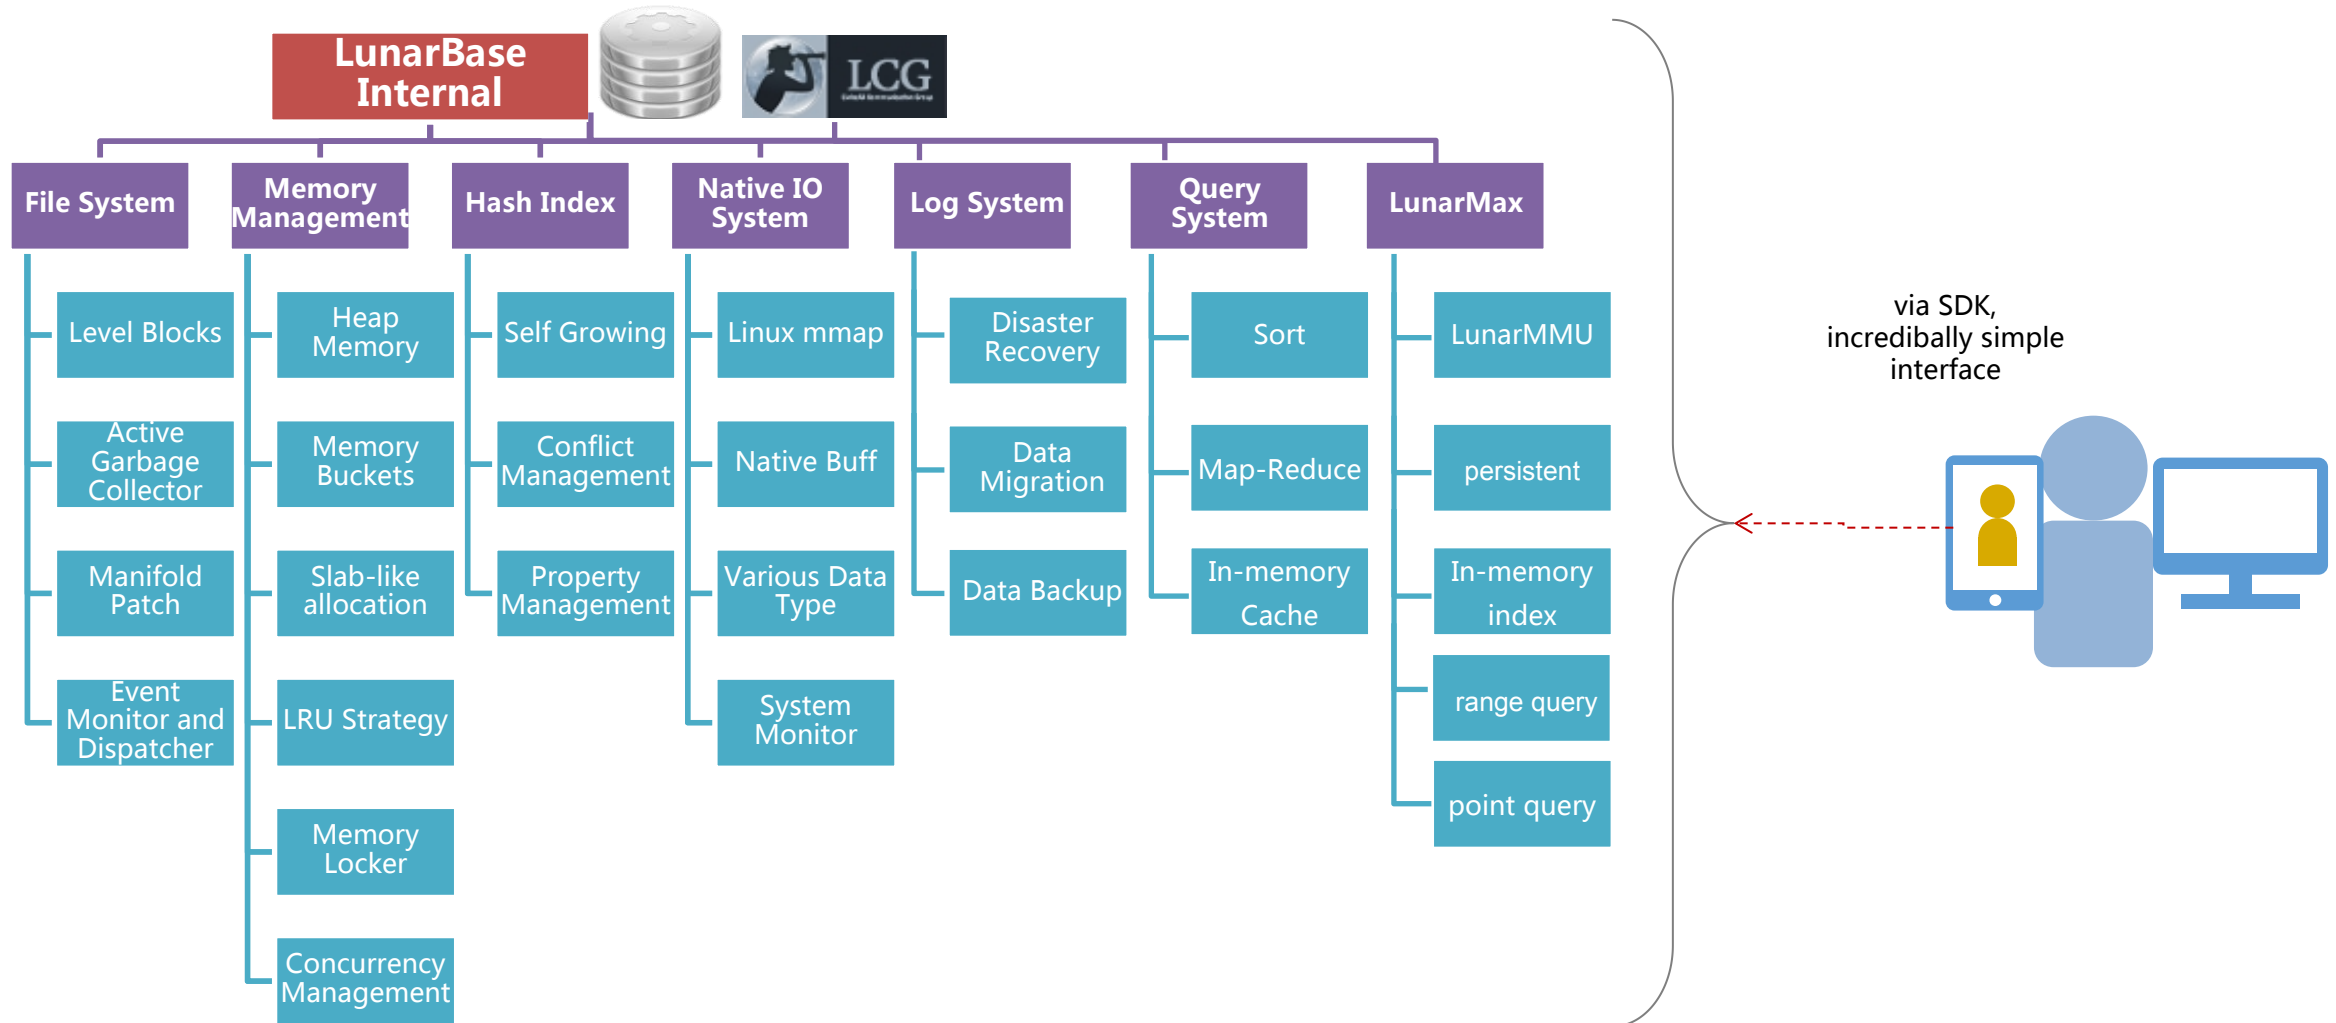 LunarBase
Internal
LCG
File System
Memory
Management
Hash Index
Native IO
System
Log System
Query
System
LunarMax
Level Blocks
Active
Garbage
Collector
Manifold
Patch
Event
Monitor and
Dispatcher
Heap
Memory
Memory
Buckets
Slab-like
allocation
LRU Strategy
Memory
Locker
Concurrency
Management
Self Growing
Conflict
Management
Property
Management
Linux mmap
Native Buff
Various Data
Type
System
Monitor
Disaster
Recovery
Data
Migration
Data Backup
Sort
Map-Reduce
In-memory
Cache
LunarMMU
persistent
In-memory
index
range query
point query
via SDK,
incredibally simple
interface